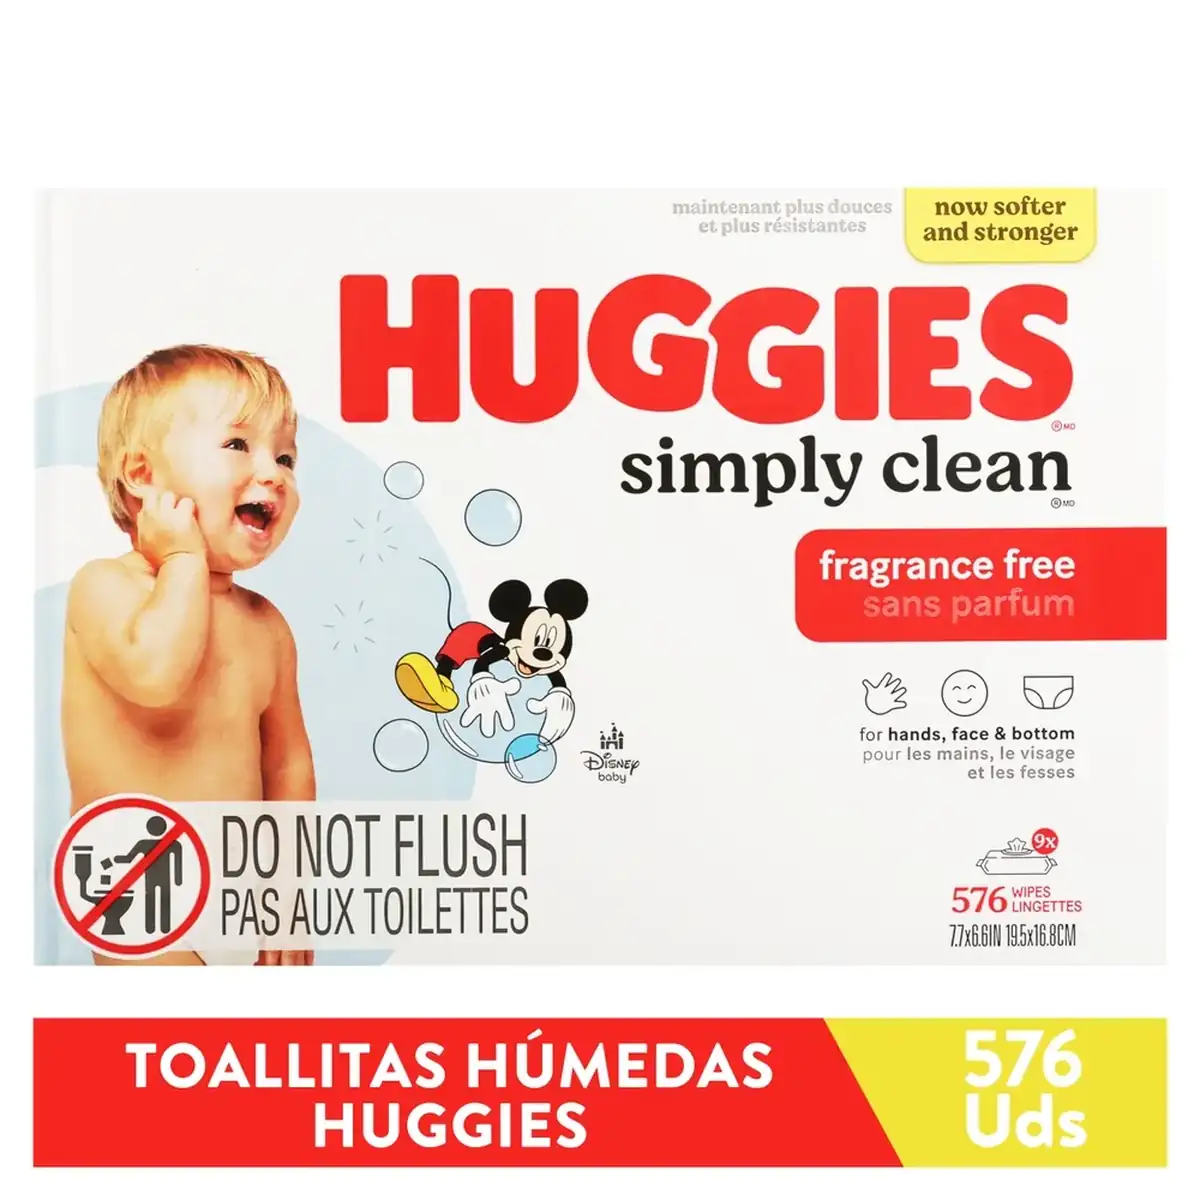 maintenant plus douces
et plus résistantes
now softer
and stronger
HUGGIES
®MD
simply clean
®MD
fragrance free
sans parfum
for hands, face & bottom
pour les mains, le visage
et les fesses
Disney
baby
DO NOT FLUSH
PAS AUX TOILETTES
9x
576 WIPES
LINGETTES
7.7x6.6IN 19.5x16.8CM
TOALLITAS HÚMEDAS
HUGGIES
576
Uds